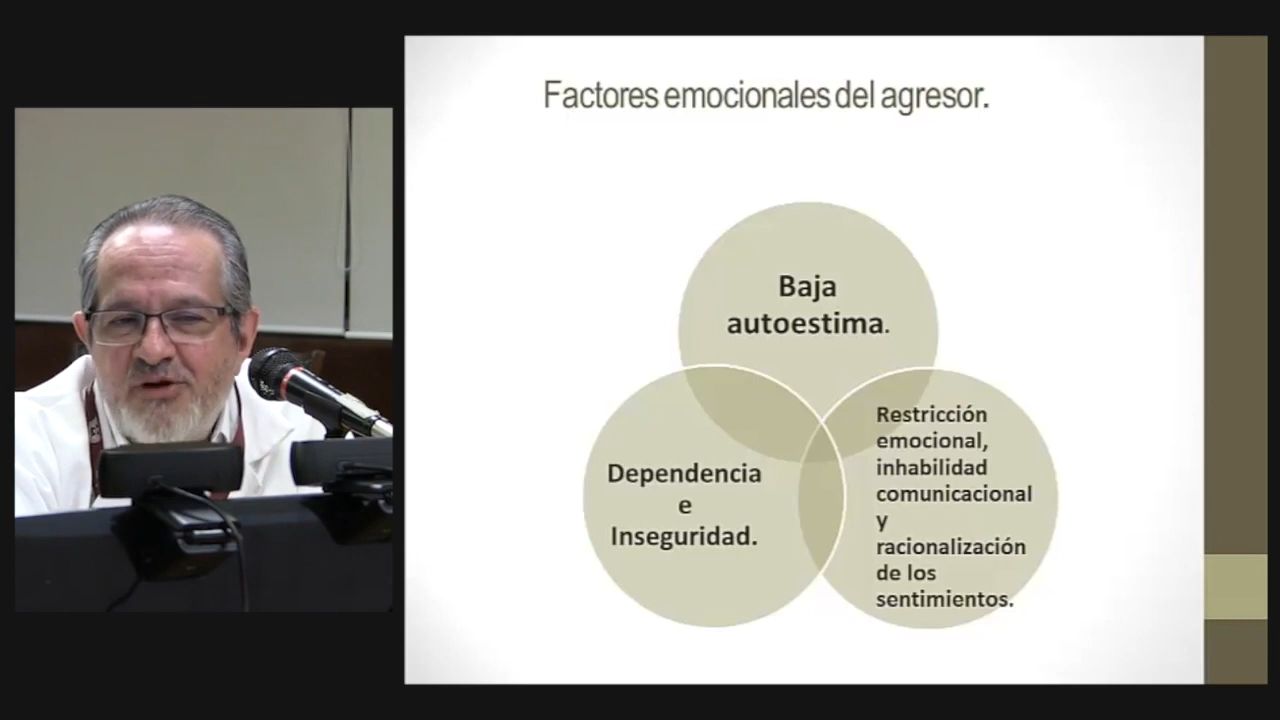 Factores emocionales del agresor.
Baja
autoestima.
Dependencia
e
Inseguridad.
Restricción
emocional,
inhabilidad
comunicacional
y
racionalización
de los
sentimientos.